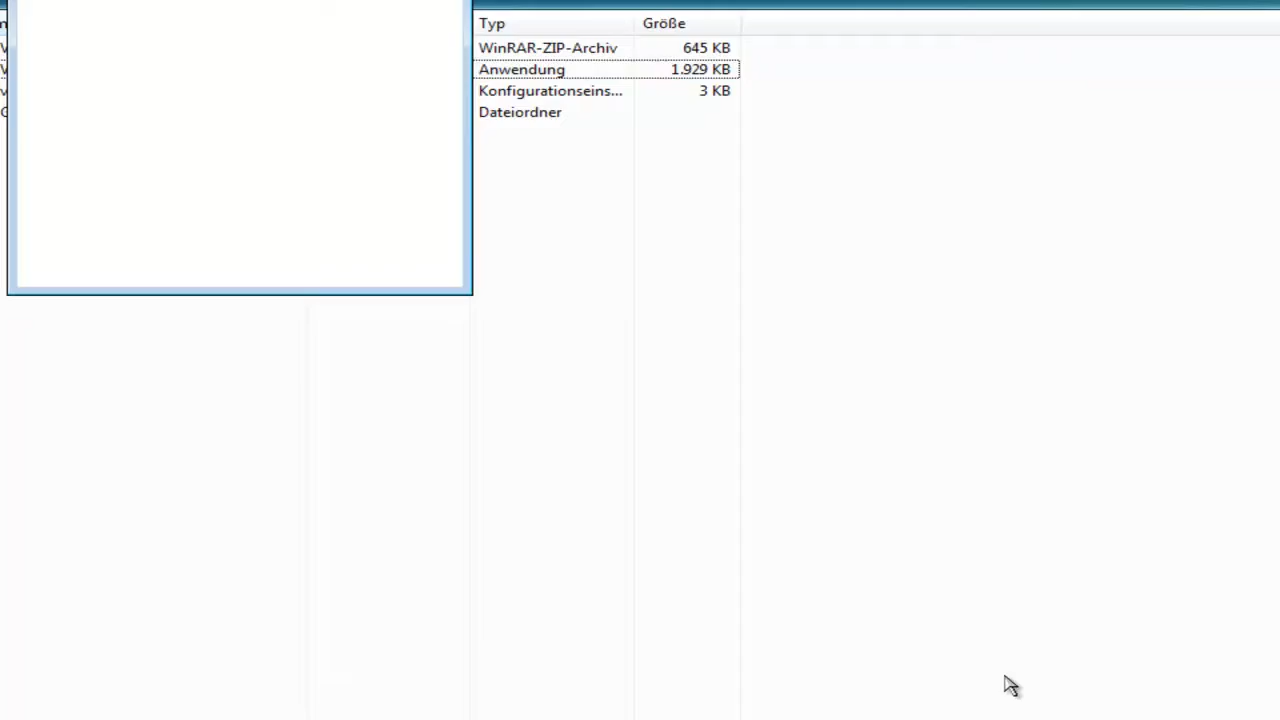 Typ Größe
WinRAR-ZIP-Archiv 645 KB
Anwendung 1.929 KB
Konfigurationseins... 3 KB
Dateiordner